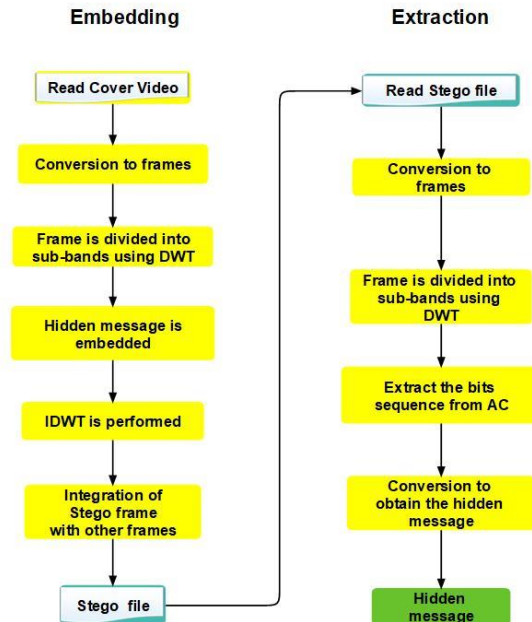 Embedding
Read Cover Video
Conversion to frames
Frame is divided into
sub-bands using DWT
Hidden message is
embedded
IDWT is performed
Integration of
Stego frame
with other frames
Stego file
Extraction
Read Stego file
Conversion to
frames
Frame is divided into
sub-bands using
DWT
Extract the bits
sequence from AC
Conversion to
obtain the hidden
message
Hidden
message